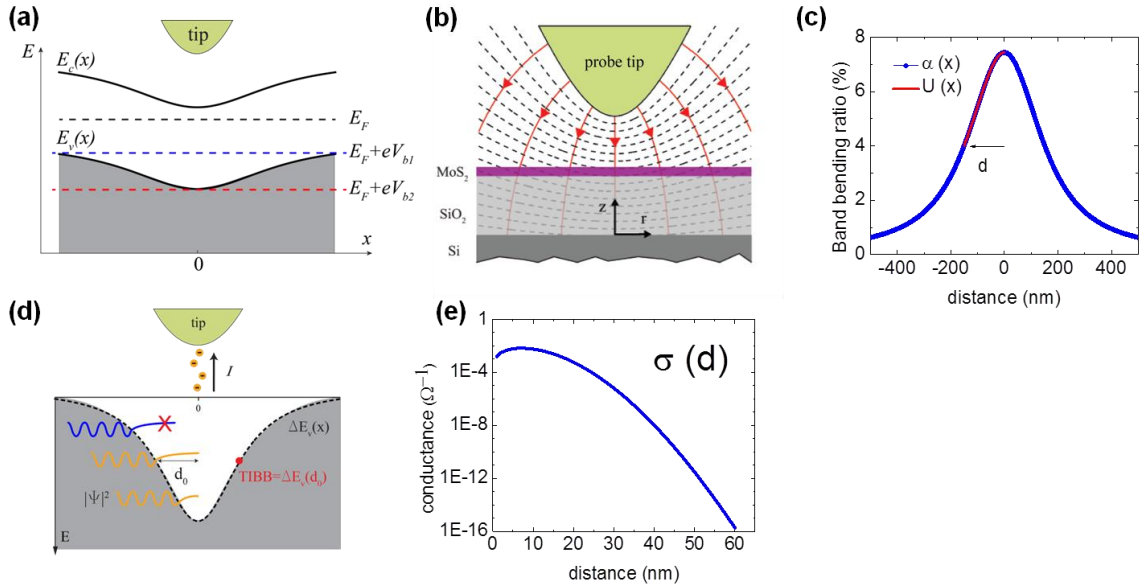 (a)
tip
E
E_c(x)
E_F
E_v(x)
E_F+eV_b1
E_F+eV_b2
0
x
(b)
probe tip
MoS₂
SiO₂
Si
z
r
(c)
Band bending ratio (%)
8
6
4
2
0
α (x)
U (x)
d
-400 -200 0 200 400
distance (nm)
(d)
tip
I
0
ΔE_v(x)
d₀
TIBB=ΔE_v(d₀)
|Ψ|²
E
(e)
conductance (Ω⁻¹)
1
1E-4
1E-8
1E-12
1E-16
σ (d)
0 10 20 30 40 50 60
distance (nm)